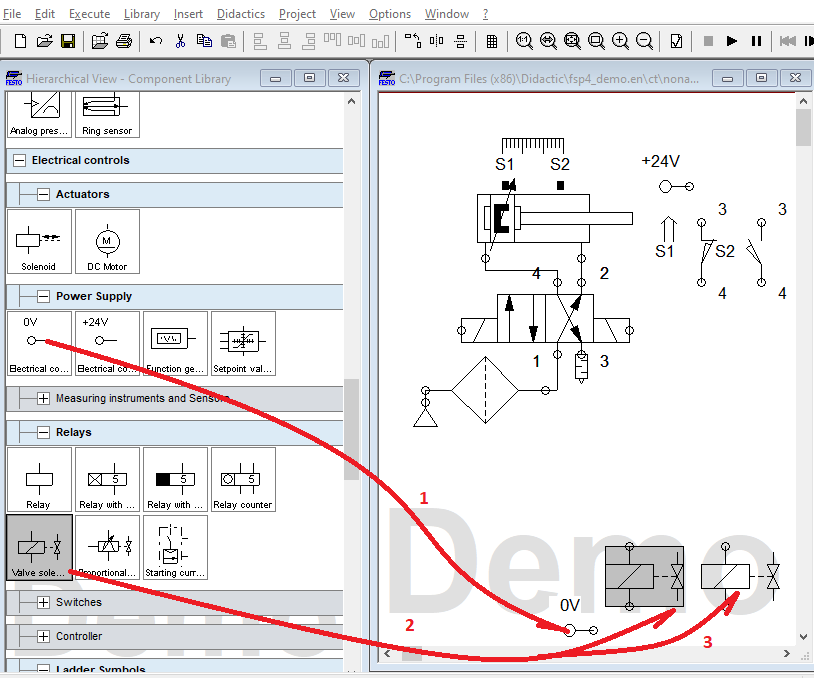 File Edit Execute Library Insert Didactics Project View Options Window ?
FESTO Hierarchical View - Component Library
Analog pres... Ring sensor
Electrical controls
Actuators
M
Solenoid DC Motor
Power Supply
0V +24V
Electrical co... Electrical co... Function ge... Setpoint val...
Measuring instruments and Sensors
Relays
5 5 5
Relay Relay with ... Relay with ... Relay counter
Valve sole... Proportional... Starting curr...
Switches
Controller
Ladder Symbols
Demo
FESTO C:\Program Files (x86)\Didactic\fsp4_demo.en\ct\nona...
S1 S2
+24V
3 3
S1 S2
4 4
4 2
1 3
1
Demo
0V
2
3